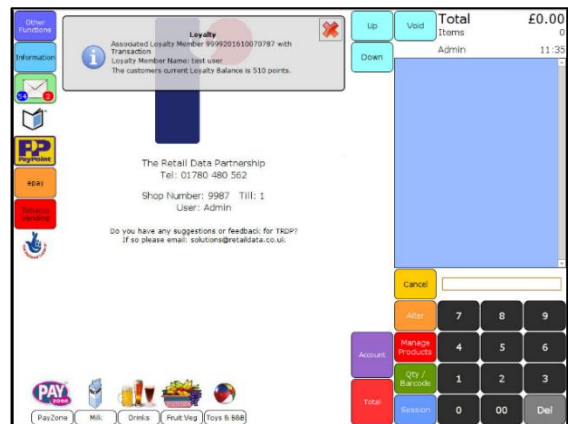 Other
Functions
Loyalty
Associated Loyalty Member 9999201610070787 with
Transaction
Loyalty Member Name: test user
The customers current Loyalty Balance is 510 points.
Up
Void
Total
£0.00
Items
0
Information
Down
Admin
11:35
54
2
PayPoint
epay
Tobacco
Vending
The Retail Data Partnership
Tel: 01780 480 562
Shop Number: 9987 Till: 1
User: Admin
Do you have any suggestions or feedback for TRDP?
If so please email: solutions@retaildata.co.uk
Cancel
After
7
8
9
Account
Manage
Products
4
5
6
Qty /
Barcode
1
2
3
Total
Session
0
00
Del
PAY
ZONE
PayZone
Milk
Drinks
Fruit Veg
Toys & BBB